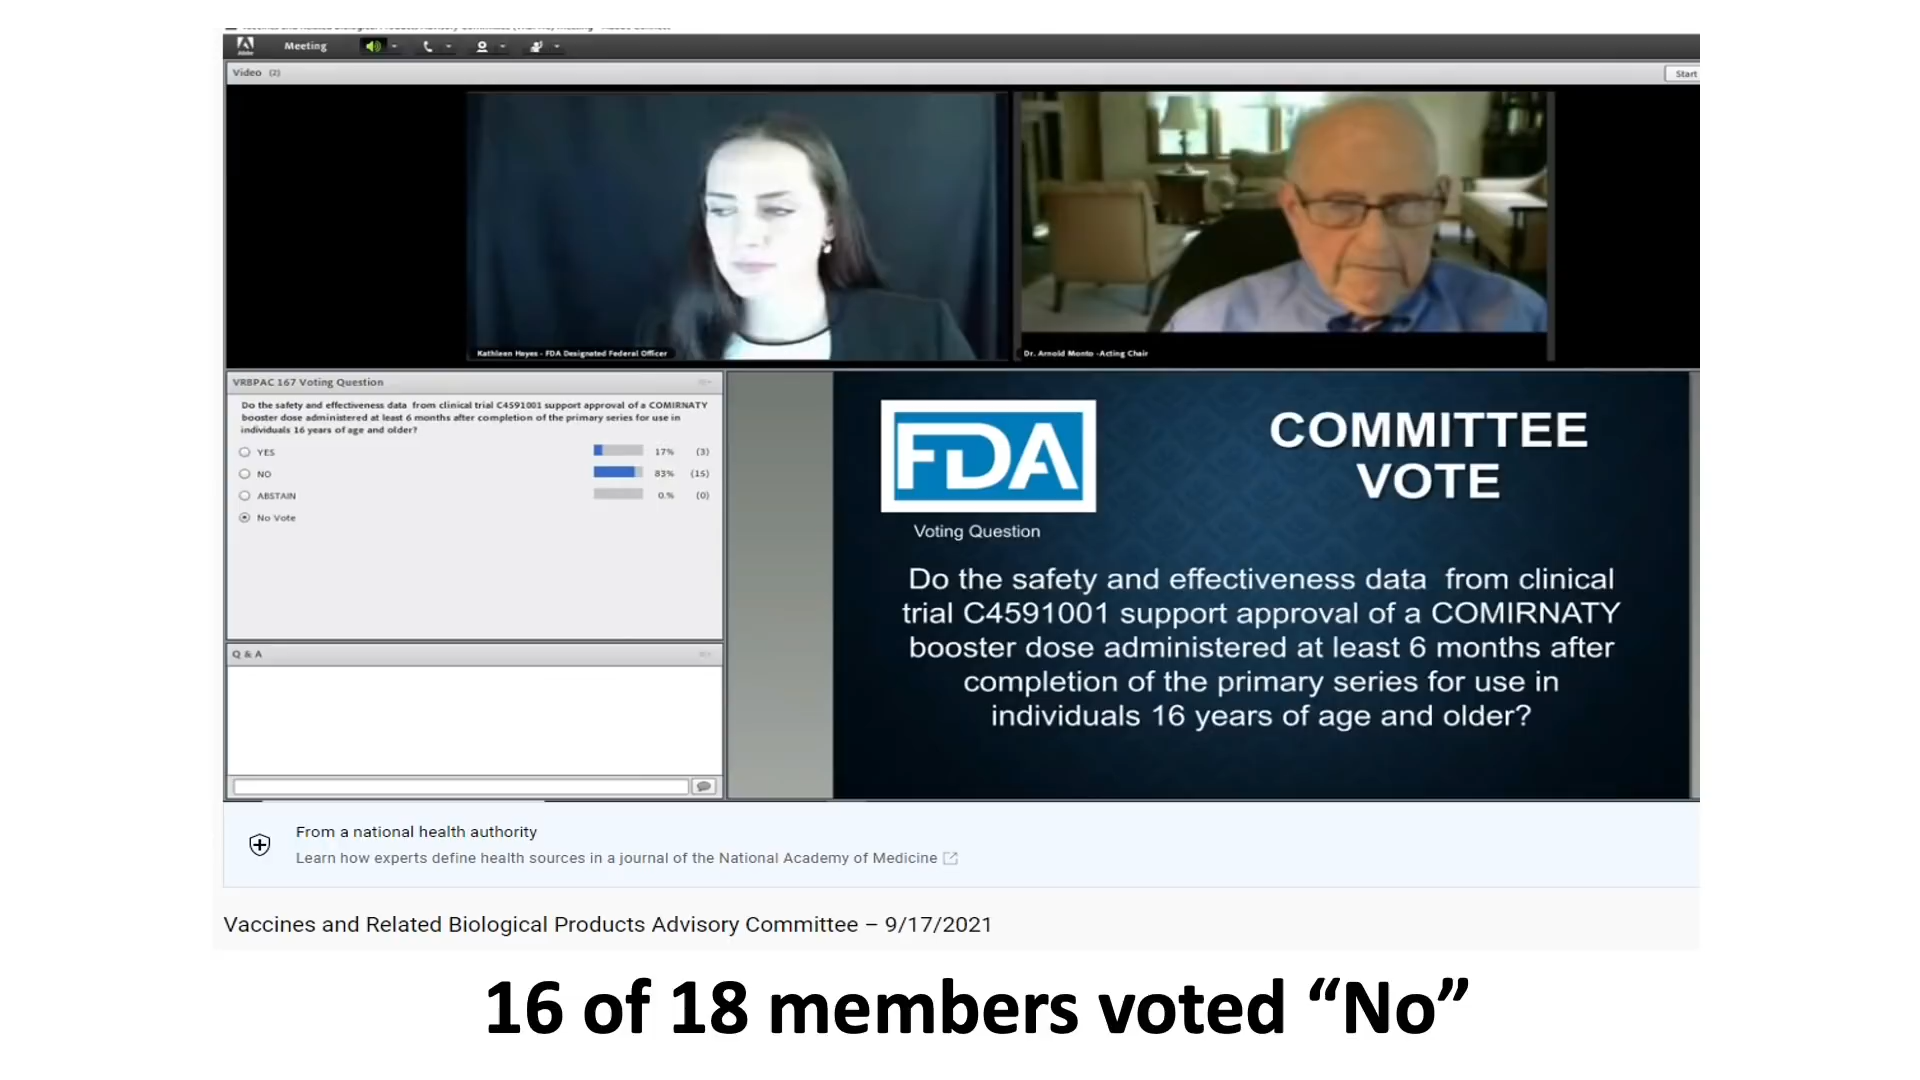 Meeting
Video (2)
Start
Kathleen Hayes - FDA Designated Federal Officer
Dr. Arnold Monto -Acting Chair
VRBPAC 167 Voting Question
Do the safety and effectiveness data from clinical trial C4591001 support approval of a COMIRNATY
booster dose administered at least 6 months after completion of the primary series for use in
individuals 16 years of age and older?
YES 17% (3)
NO 83% (15)
ABSTAIN 0% (0)
No Vote
Q & A
FDA
Voting Question
COMMITTEE
VOTE
Do the safety and effectiveness data from clinical
trial C4591001 support approval of a COMIRNATY
booster dose administered at least 6 months after
completion of the primary series for use in
individuals 16 years of age and older?
From a national health authority
Learn how experts define health sources in a journal of the National Academy of Medicine
Vaccines and Related Biological Products Advisory Committee – 9/17/2021
16 of 18 members voted “No”